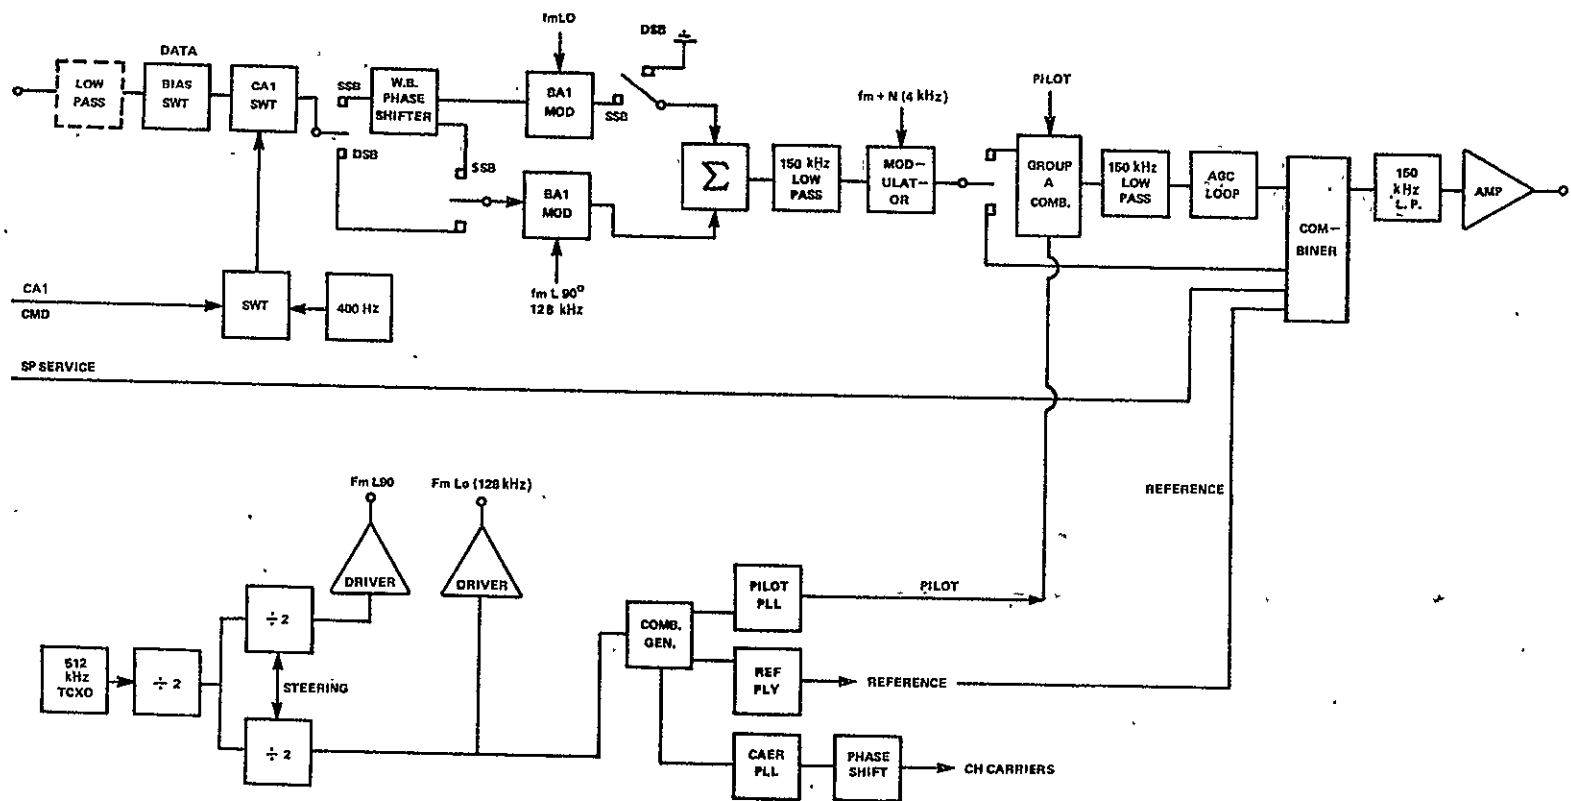 fmLO
DSB
DATA
LOW
PASS
BIAS
SWT
CA1
SWT
SSB
DSB
W.B.
PHASE
SHIFTER
SSB
BA1
MOD
SSB
BA1
MOD
fm L 90°
128 kHz
Σ
150 kHz
LOW
PASS
fm + N (4 kHz)
MOD-
ULAT-
OR
PILOT
GROUP
A
COMB.
150 kHz
LOW
PASS
AGC
LOOP
COM-
BINER
150
kHz
L.P.
AMP
CA1
CMD
SWT
400 Hz
SP SERVICE
REFERENCE
Fm L90
Fm Lo (128 kHz)
DRIVER
DRIVER
512
kHz
TCXO
÷ 2
÷ 2
STEERING
÷ 2
COMB.
GEN.
PILOT
PLL
PILOT
REF
PLY
REFERENCE
CAER
PLL
PHASE
SHIFT
CH CARRIERS